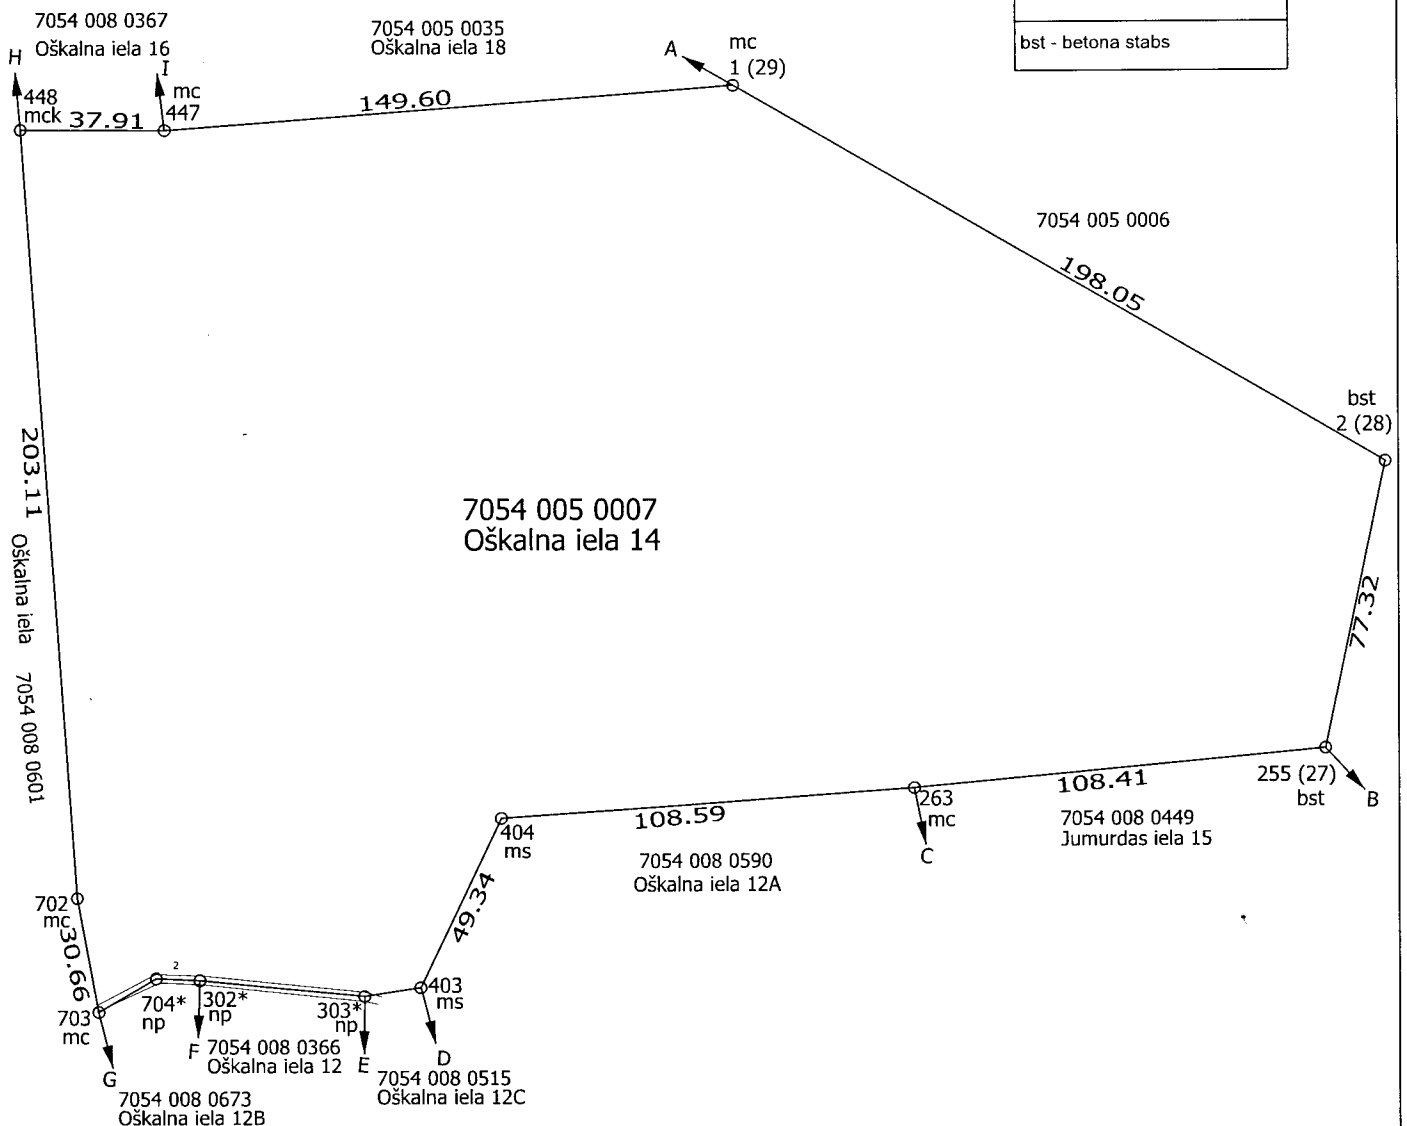 7054 008 0367
Oškalna iela 16
7054 005 0035
Oškalna iela 18
bst - betona stabs
H
448
mck
37.91
I
mc
447
149.60
A
mc
1 (29)
7054 005 0006
198.05
bst
2 (28)
203.11
Oškalna iela 7054 008 0601
7054 005 0007
Oškalna iela 14
77.32
255 (27)
bst
B
108.41
7054 008 0449
Jumurdas iela 15
263
mc
C
108.59
404
ms
7054 008 0590
Oškalna iela 12A
49.34
702
mc
30.66
703
mc
2
704*
np
302*
np
303*
np
403
ms
G
F
E
D
7054 008 0366
Oškalna iela 12
7054 008 0515
Oškalna iela 12C
7054 008 0673
Oškalna iela 12B